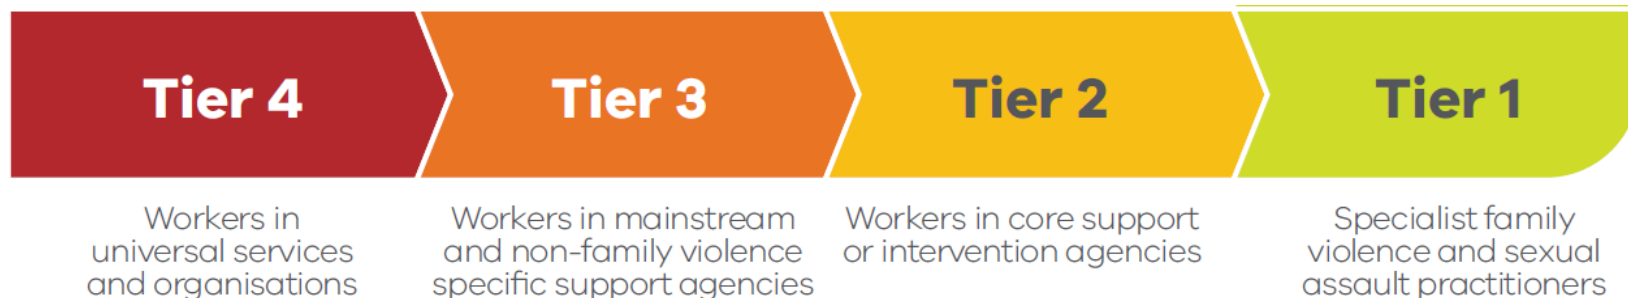 Tier 4
Tier 3
Tier 2
Tier 1
Workers in
universal services
and organisations
Workers in mainstream
and non-family violence
specific support agencies
Workers in core support
or intervention agencies
Specialist family
violence and sexual
assault practitioners